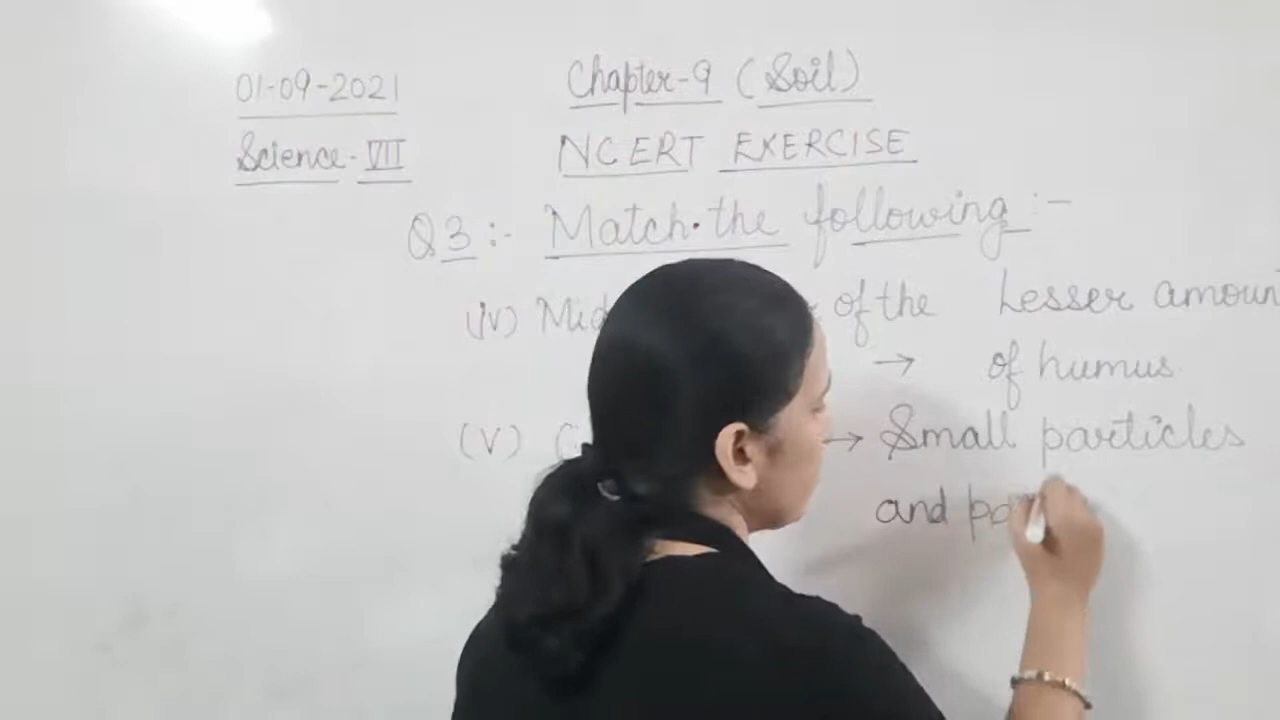 01-09-2021
Chapter-9 (Soil)
Science-VII
NCERT EXERCISE
Q3:- Match the following :-
(iv) Mid of the Lesser amoun
→ of humus
(V) → Small particles
and